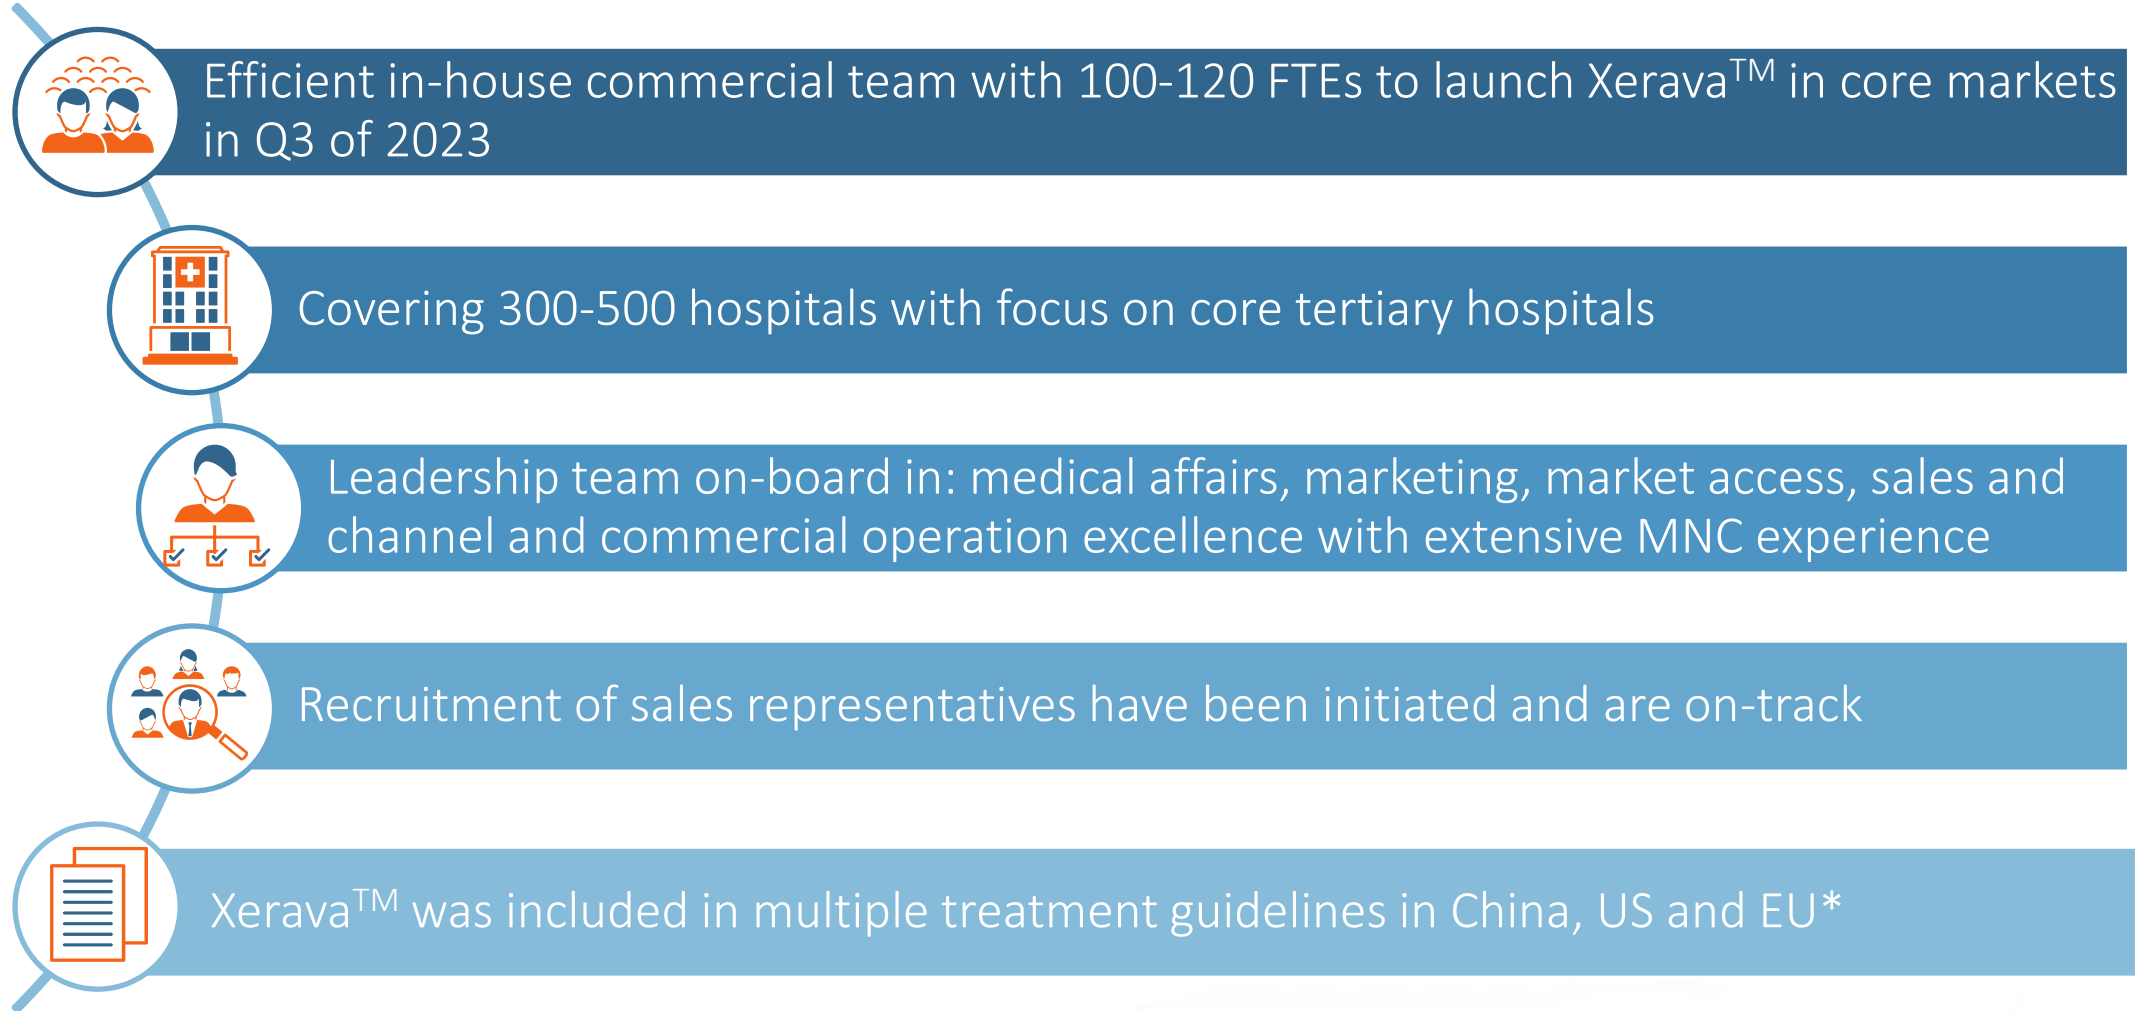 Efficient in-house commercial team with 100-120 FTEs to launch Xerava™ in core markets
in Q3 of 2023
Covering 300-500 hospitals with focus on core tertiary hospitals
Leadership team on-board in: medical affairs, marketing, market access, sales and
channel and commercial operation excellence with extensive MNC experience
Recruitment of sales representatives have been initiated and are on-track
Xerava™ was included in multiple treatment guidelines in China, US and EU*